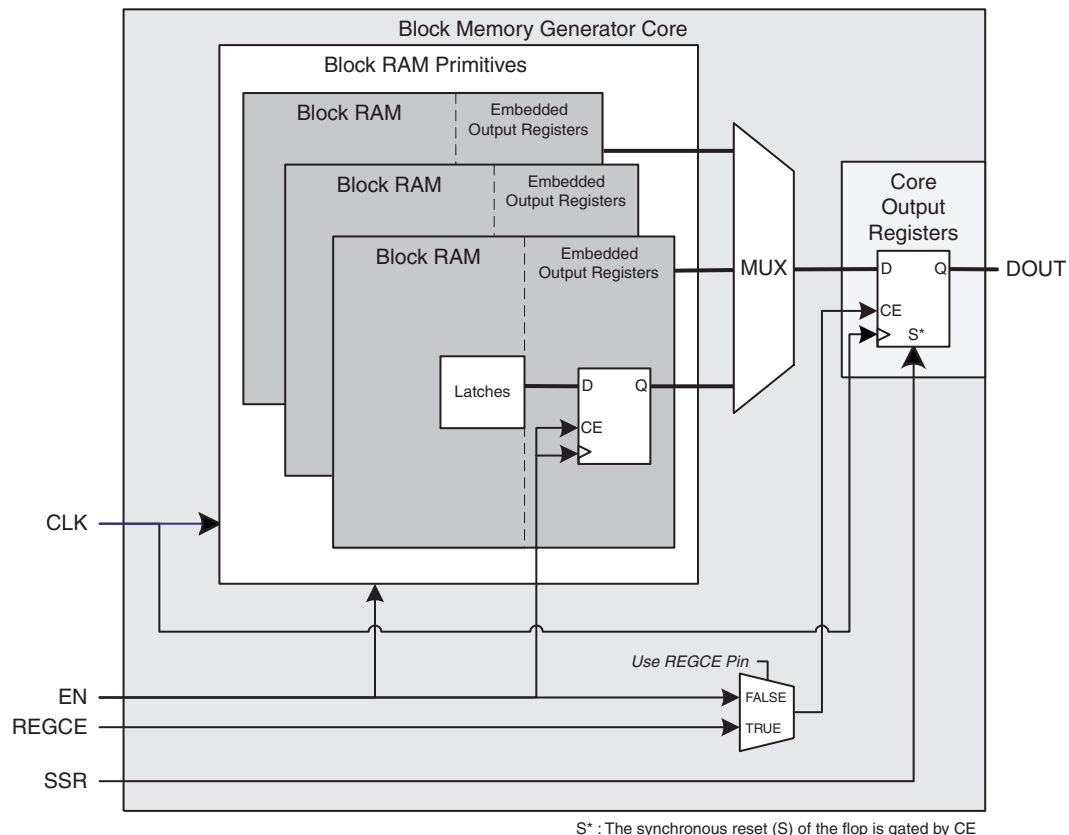 Block Memory Generator Core
Block RAM Primitives
Block RAM
Embedded
Output Registers
Block RAM
Embedded
Output Registers
Block RAM
Embedded
Output Registers
Latches
D
Q
CE
MUX
Core
Output
Registers
D
Q
CE
S*
DOUT
CLK
Use REGCE Pin
EN
FALSE
REGCE
TRUE
SSR
S* : The synchronous reset (S) of the flop is gated by CE